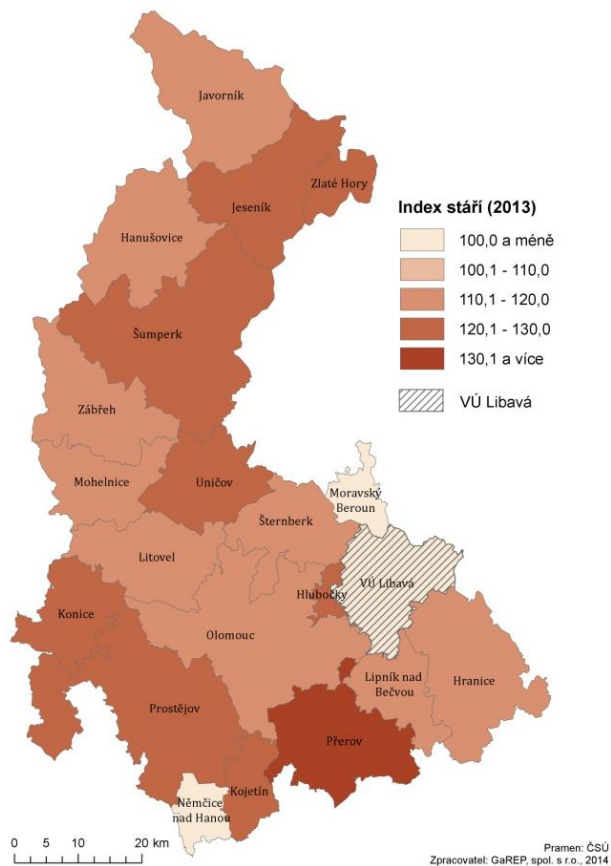 Javorník
Zlaté Hory
Jeseník
Hanušovice
Šumperk
Zábřeh
Mohelnice
Uničov
Moravský
Beroun
Šternberk
Litovel
VÚ Libava
Hlubočky
Konice
Olomouc
Lipník nad
Bečvou
Hranice
Prostějov
Přerov
Kojetín
Němčice
nad Hanou
Index stáří (2013)
100,0 a méně
100,1 - 110,0
110,1 - 120,0
120,1 - 130,0
130,1 a více
VÚ Libavá
0 5 10 20 km
Pramen: ČSÚ
Zpracovatel: GaREP, spol. s r.o., 2014